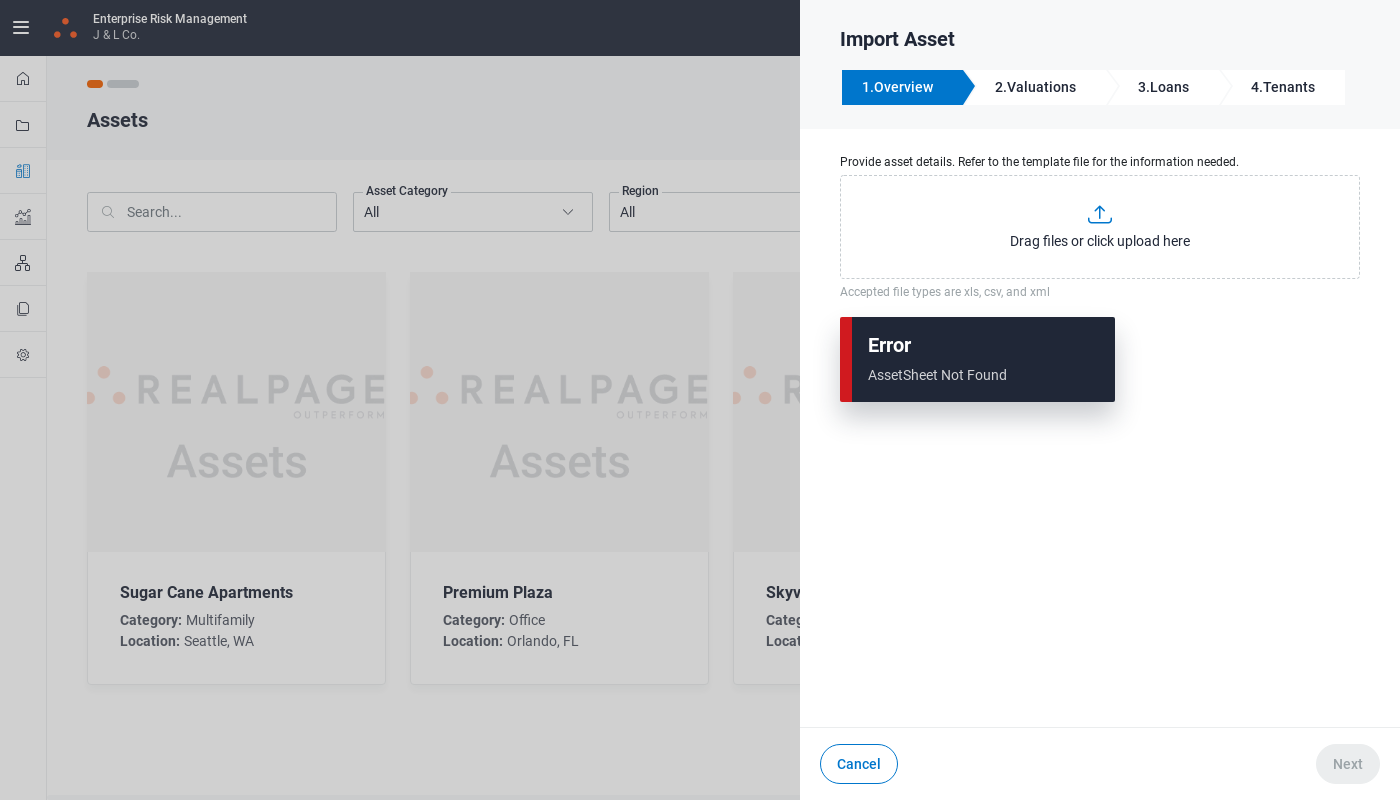 Enterprise Risk Management
J & L Co.
Assets
Search...
Asset Category
All
Region
All
REALPAGE
OUTPERFORM
Assets
REALPAGE
OUTPERFORM
Assets
Sugar Cane Apartments
Category: Multifamily
Location: Seattle, WA
Premium Plaza
Category: Office
Location: Orlando, FL
Import Asset
1.Overview
2.Valuations
3.Loans
4.Tenants
Provide asset details. Refer to the template file for the information needed.
Drag files or click upload here
Accepted file types are xls, csv, and xml
Error
AssetSheet Not Found
Cancel
Next